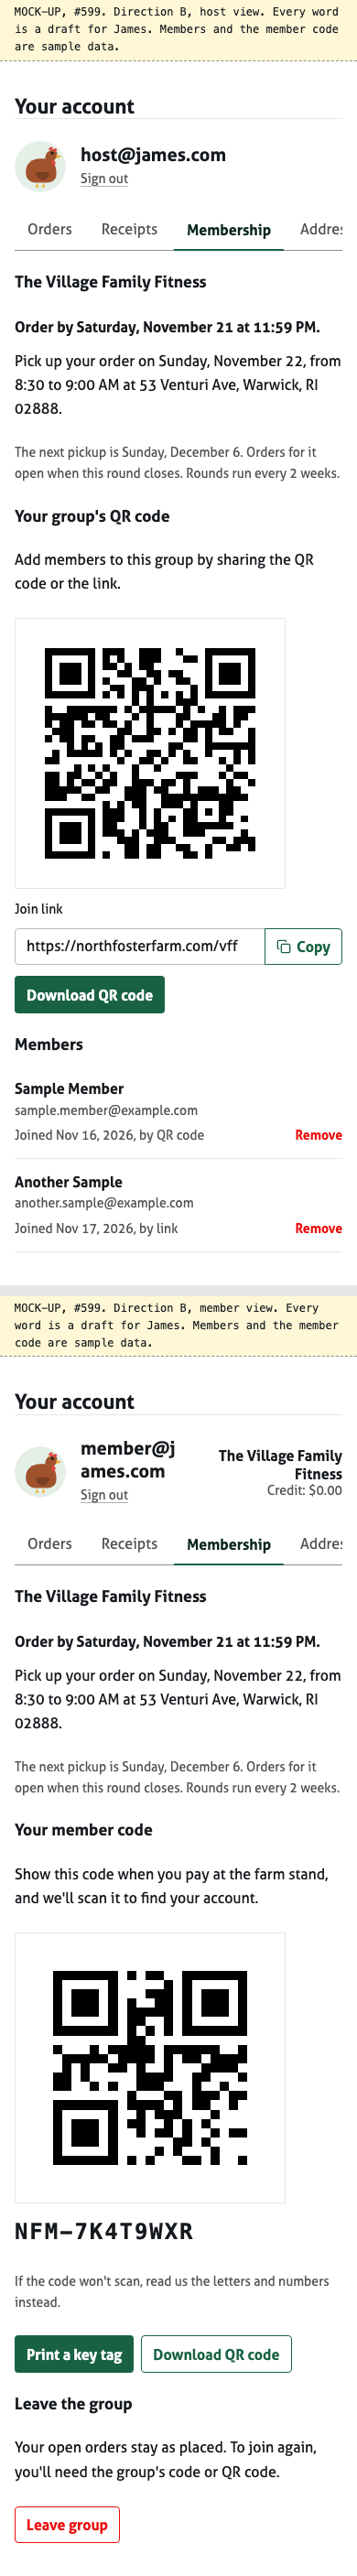 MOCK-UP, #599. Direction B, host view. Every word
is a draft for James. Members and the member code
are sample data.
Your account
host@james.com
Sign out
Orders Receipts Membership Addres
The Village Family Fitness
Order by Saturday, November 21 at 11:59 PM.
Pick up your order on Sunday, November 22, from
8:30 to 9:00 AM at 53 Venturi Ave, Warwick, RI
02888.
The next pickup is Sunday, December 6. Orders for it
open when this round closes. Rounds run every 2 weeks.
Your group's QR code
Add members to this group by sharing the QR
code or the link.
Join link
https://northfosterfarm.com/vff Copy
Download QR code
Members
Sample Member
sample.member@example.com
Joined Nov 16, 2026, by QR code Remove
Another Sample
another.sample@example.com
Joined Nov 17, 2026, by link Remove
MOCK-UP, #599. Direction B, member view. Every
word is a draft for James. Members and the member
code are sample data.
Your account
member@j
ames.com
Sign out
The Village Family
Fitness
Credit: $0.00
Orders Receipts Membership Addres
The Village Family Fitness
Order by Saturday, November 21 at 11:59 PM.
Pick up your order on Sunday, November 22, from
8:30 to 9:00 AM at 53 Venturi Ave, Warwick, RI
02888.
The next pickup is Sunday, December 6. Orders for it
open when this round closes. Rounds run every 2 weeks.
Your member code
Show this code when you pay at the farm stand,
and we'll scan it to find your account.
NFM-7K4T9WXR
If the code won't scan, read us the letters and numbers
instead.
Print a key tag Download QR code
Leave the group
Your open orders stay as placed. To join again,
you'll need the group's code or QR code.
Leave group